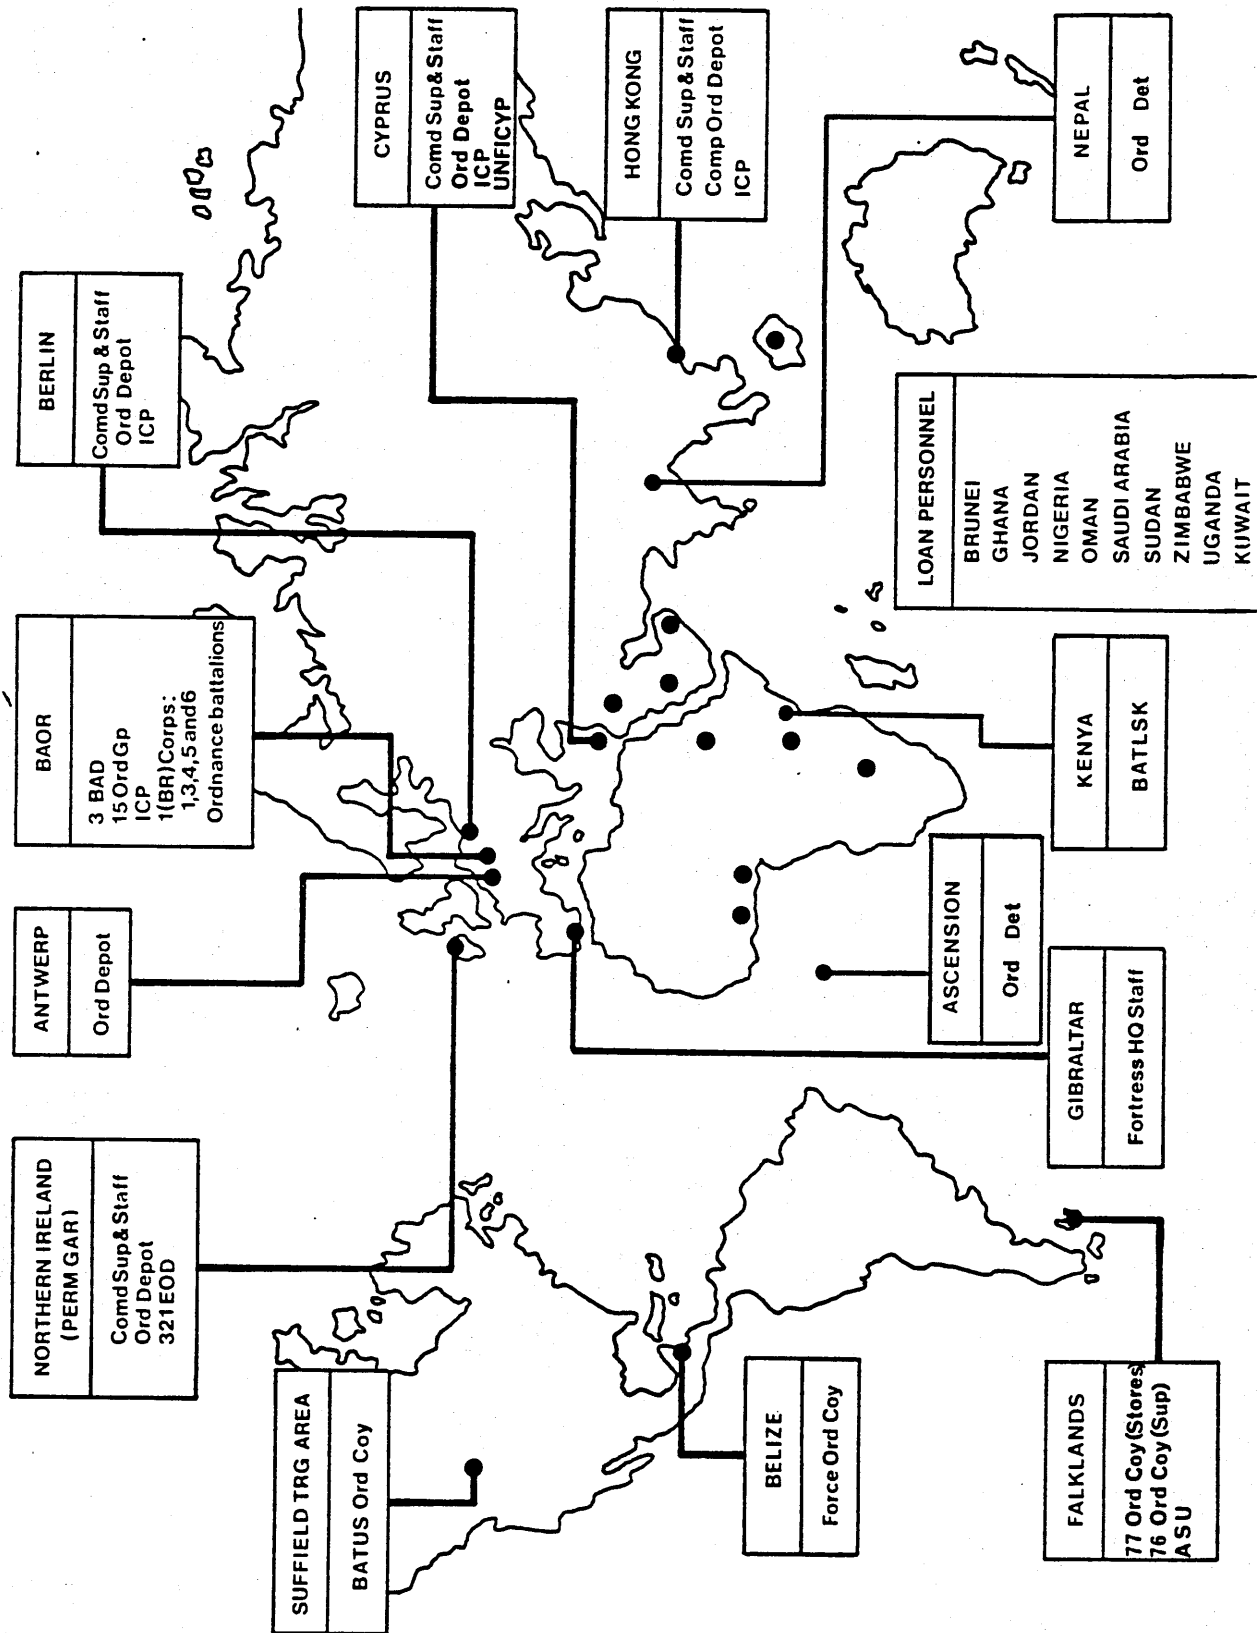 NORTHERN IRELAND
(PERM GAR)
Comd Sup & Staff
Ord Depot
321 EOD
ANTWERP
Ord Depot
BAOR
3 BAD
15 Ord Gp
ICP
1(BR) Corps:
1,3,4,5 and 6
Ordnance battalions
BERLIN
Comd Sup & Staff
Ord Depot
ICP
CYPRUS
Comd Sup & Staff
Ord Depot
ICP
UNFICYP
HONG KONG
Comd Sup & Staff
Comp Ord Depot
ICP
NEPAL
Ord Det
SUFFIELD TRG AREA
BATUS Ord Coy
BELIZE
Force Ord Coy
FALKLANDS
77 Ord Coy (Stores)
76 Ord Coy (Sup)
ASU
GIBRALTAR
Fortress HQ Staff
ASCENSION
Ord Det
KENYA
BATLSK
LOAN PERSONNEL
BRUNEI
GHANA
JORDAN
NIGERIA
OMAN
SAUDI ARABIA
SUDAN
ZIMBABWE
UGANDA
KUWAIT